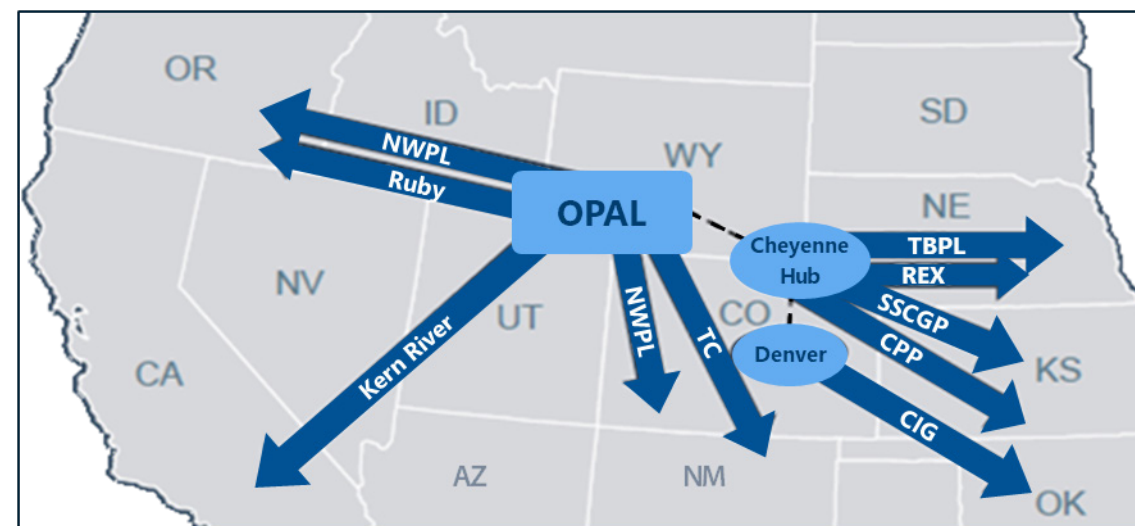 OR
ID
WY
SD
NWPL
Ruby
OPAL
NE
Cheyenne
Hub
TBPL
REX
NV
UT
CO
NWPL
TC
SSCGP
CPP
Denver
KS
CA
Kern River
CIG
AZ
NM
OK